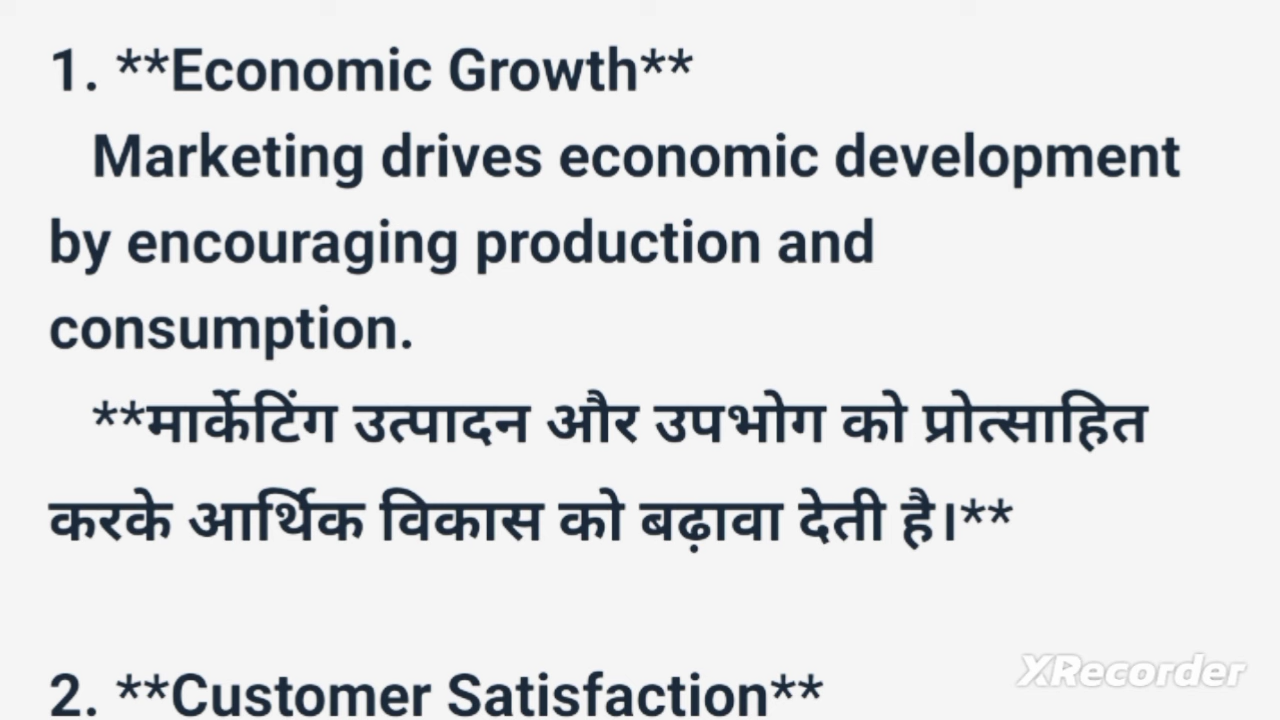 1. **Economic Growth**
Marketing drives economic development
by encouraging production and
consumption.
**मार्केटिंग उत्पादन और उपभोग को प्रोत्साहित
करके आर्थिक विकास को बढ़ावा देती है।**
XRecorder
2. **Customer Satisfaction**